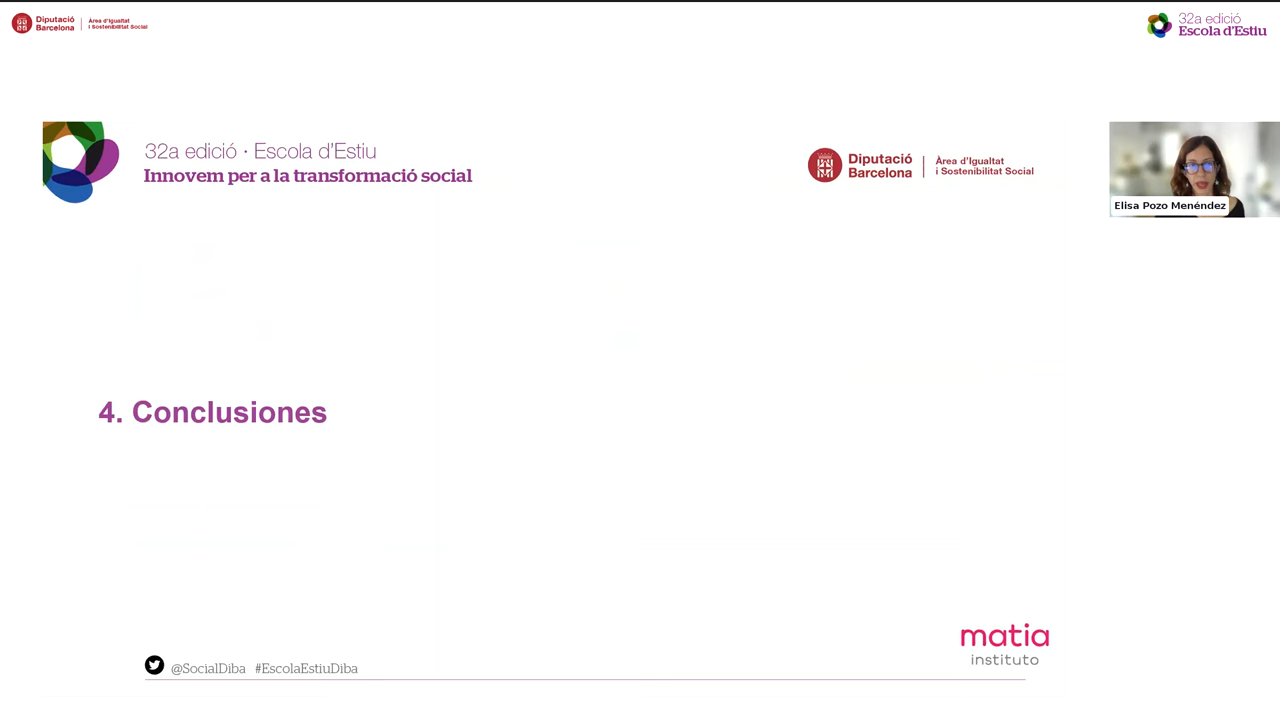 Diputació
Barcelona
Àrea d'Igualtat
i Sostenibilitat Social
32a edició
Escola d'Estiu
32a edició · Escola d'Estiu
Innovem per a la transformació social
Diputació
Barcelona
Àrea d'Igualtat
i Sostenibilitat Social
Elisa Pozo Menéndez
4. Conclusiones
matia
instituto
@SocialDiba #EscolaEstiuDiba